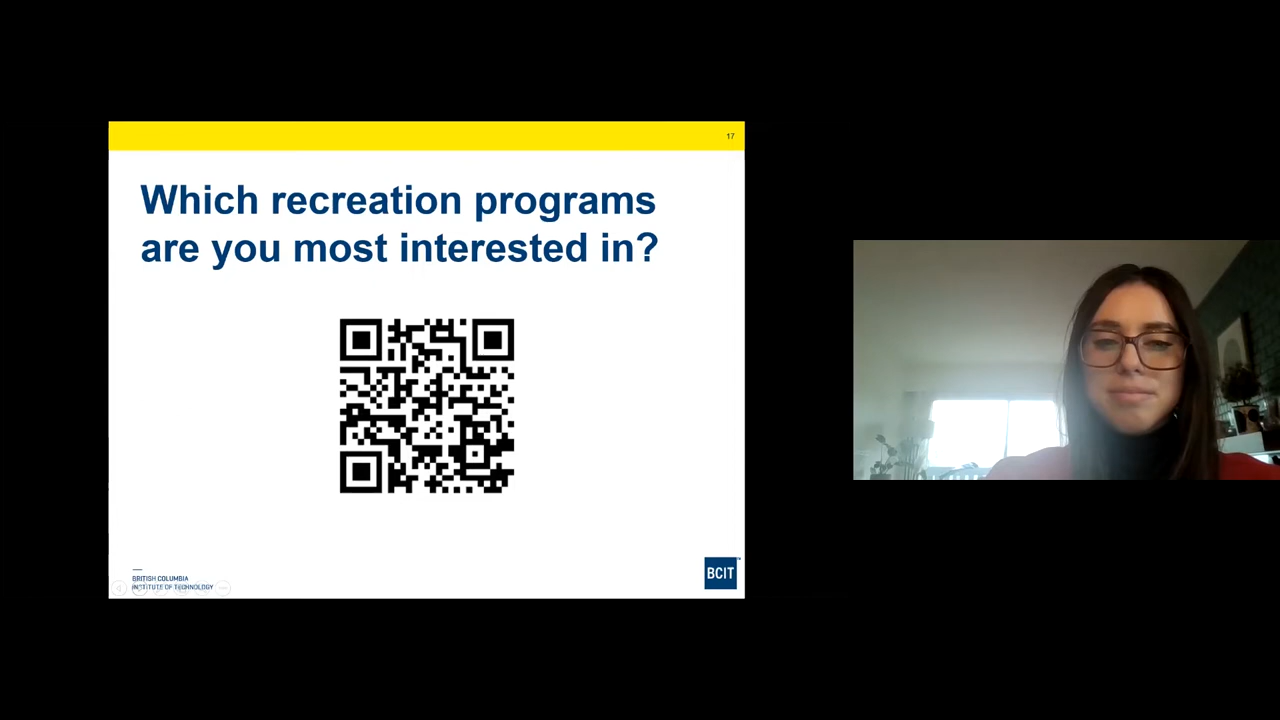 17
Which recreation programs
are you most interested in?
BRITISH COLUMBIA
INSTITUTE OF TECHNOLOGY
BCIT